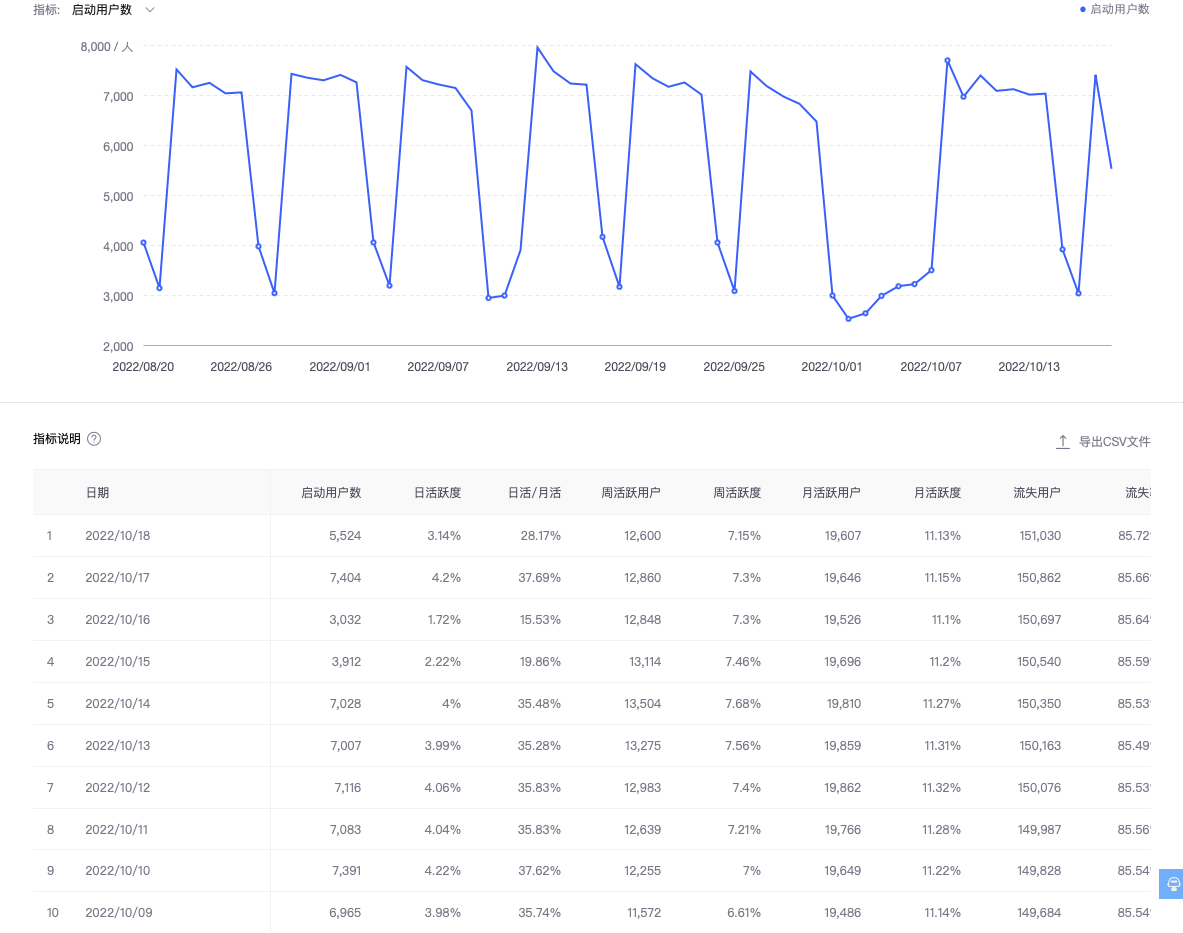 指标: 启动用户数
启动用户数
8,000 / 人
7,000
6,000
5,000
4,000
3,000
2,000
2022/08/20 2022/08/26 2022/09/01 2022/09/07 2022/09/13 2022/09/19 2022/09/25 2022/10/01 2022/10/07 2022/10/13
指标说明 ?
导出CSV文件
日期 启动用户数 日活跃度 日活/月活 周活跃用户 周活跃度 月活跃用户 月活跃度 流失用户 流失
1 2022/10/18 5,524 3.14% 28.17% 12,600 7.15% 19,607 11.13% 151,030 85.72
2 2022/10/17 7,404 4.2% 37.69% 12,860 7.3% 19,646 11.15% 150,862 85.66
3 2022/10/16 3,032 1.72% 15.53% 12,848 7.3% 19,526 11.1% 150,697 85.64
4 2022/10/15 3,912 2.22% 19.86% 13,114 7.46% 19,696 11.2% 150,540 85.59
5 2022/10/14 7,028 4% 35.48% 13,504 7.68% 19,810 11.27% 150,350 85.53
6 2022/10/13 7,007 3.99% 35.28% 13,275 7.56% 19,859 11.31% 150,163 85.49
7 2022/10/12 7,116 4.06% 35.83% 12,983 7.4% 19,862 11.32% 150,076 85.53
8 2022/10/11 7,083 4.04% 35.83% 12,639 7.21% 19,766 11.28% 149,987 85.56
9 2022/10/10 7,391 4.22% 37.62% 12,255 7% 19,649 11.22% 149,828 85.54
10 2022/10/09 6,965 3.98% 35.74% 11,572 6.61% 19,486 11.14% 149,684 85.54